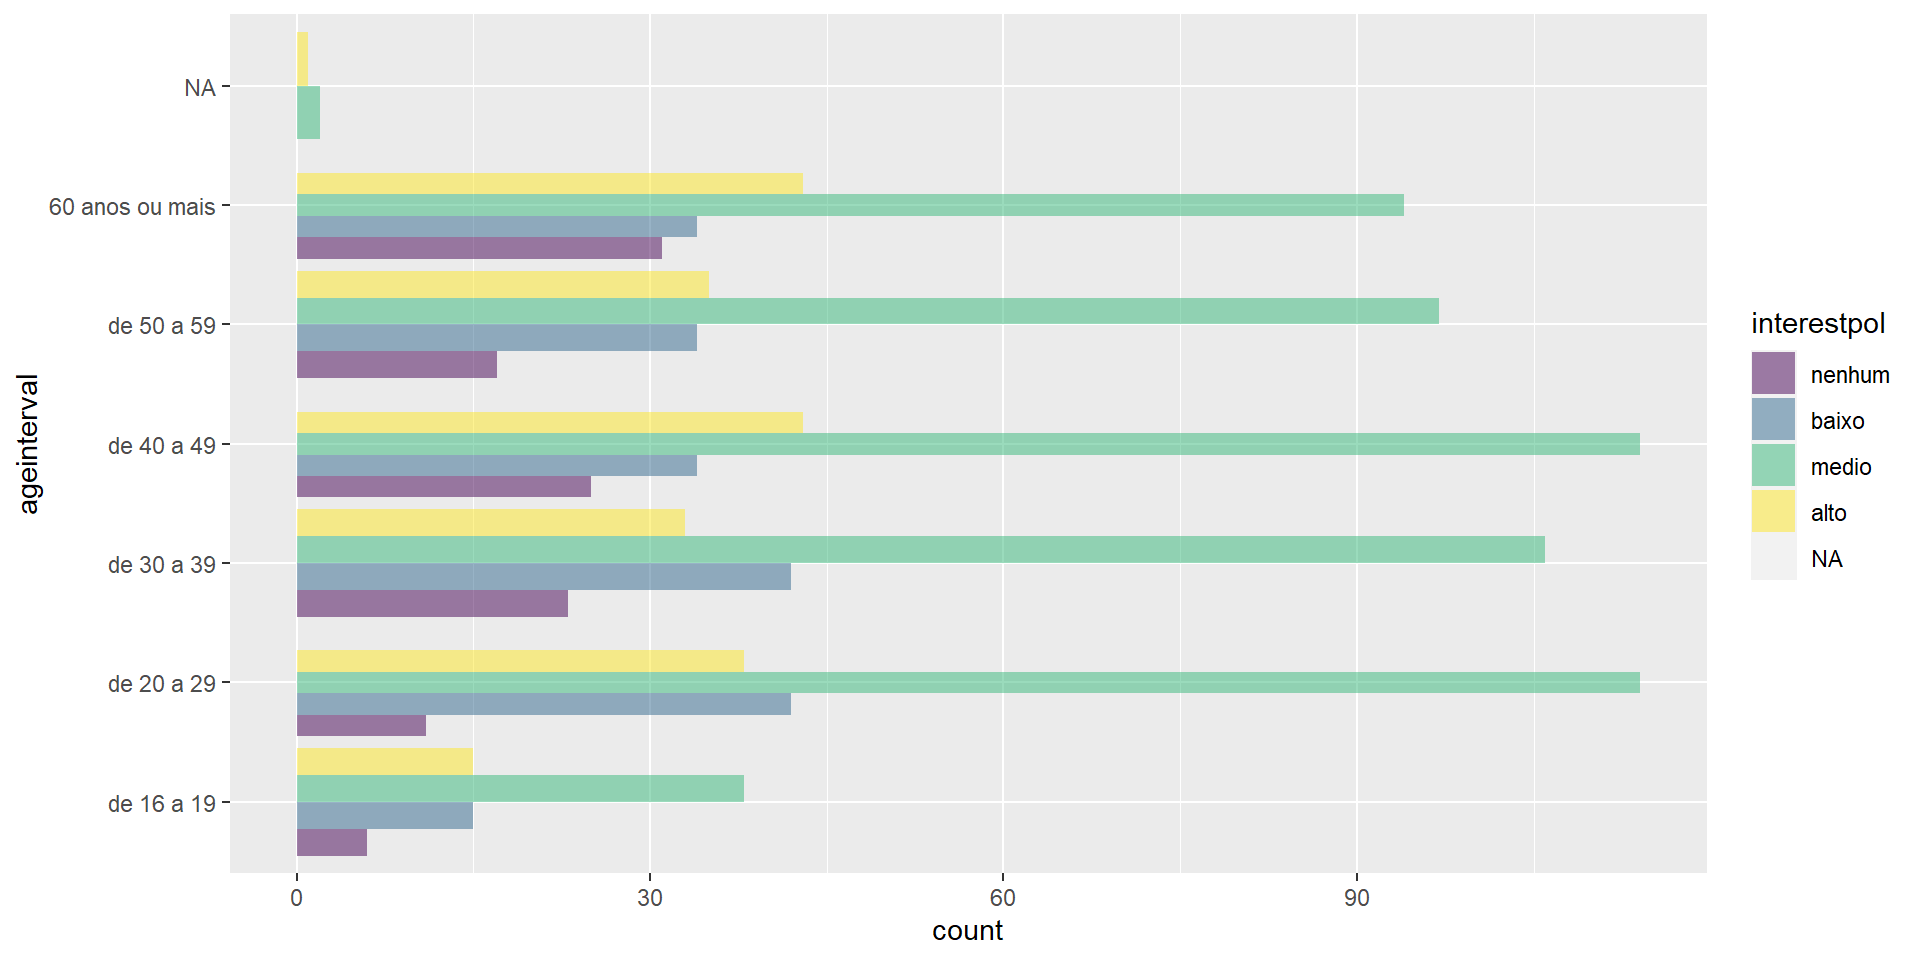 NA
60 anos ou mais
de 50 a 59
de 40 a 49
de 30 a 39
de 20 a 29
de 16 a 19
ageinterval
0 30 60 90
count
interestpol
nenhum
baixo
medio
alto
NA